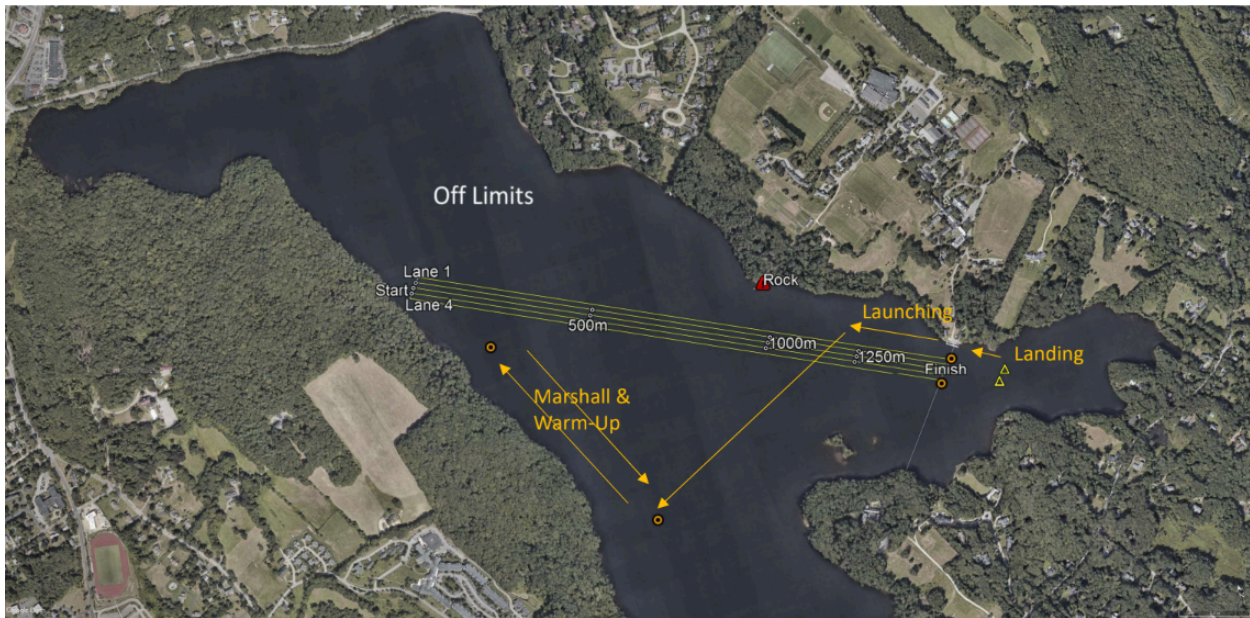 Off Limits
Lane 1
Start
Lane 4
Rock
500m
1000m
1250m
Finish
Launching
Landing
Marshall &
Warm-Up